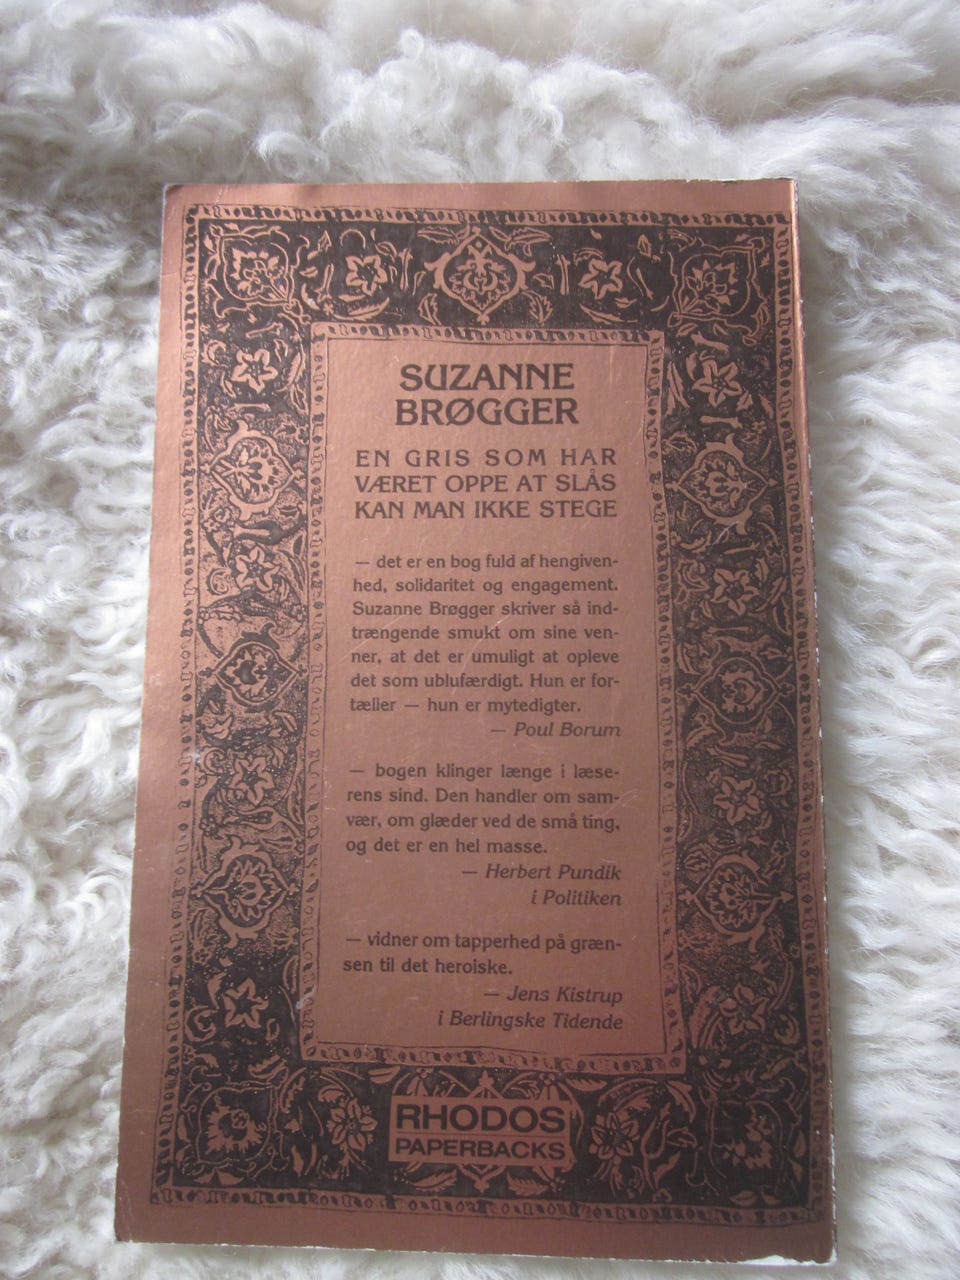 SUZANNE
BRØGGER
EN GRIS SOM HAR
VÆRET OPPE AT SLÅS
KAN MAN IKKE STEGE
— det er en bog fuld af hengiven-
hed, solidaritet og engagement.
Suzanne Brøgger skriver så ind-
trængende smukt om sine ven-
ner, at det er umuligt at opleve
det som ublufærdigt. Hun er for-
tæller — hun er mytedigter.
— Poul Borum
— bogen klinger længe i læse-
rens sind. Den handler om sam-
vær, om glæder ved de små ting,
og det er en hel masse.
— Herbert Pundik
i Politiken
— vidner om tapperhed på græn-
sen til det heroiske.
— Jens Kistrup
i Berlingske Tidende
RHODOS
PAPERBACKS